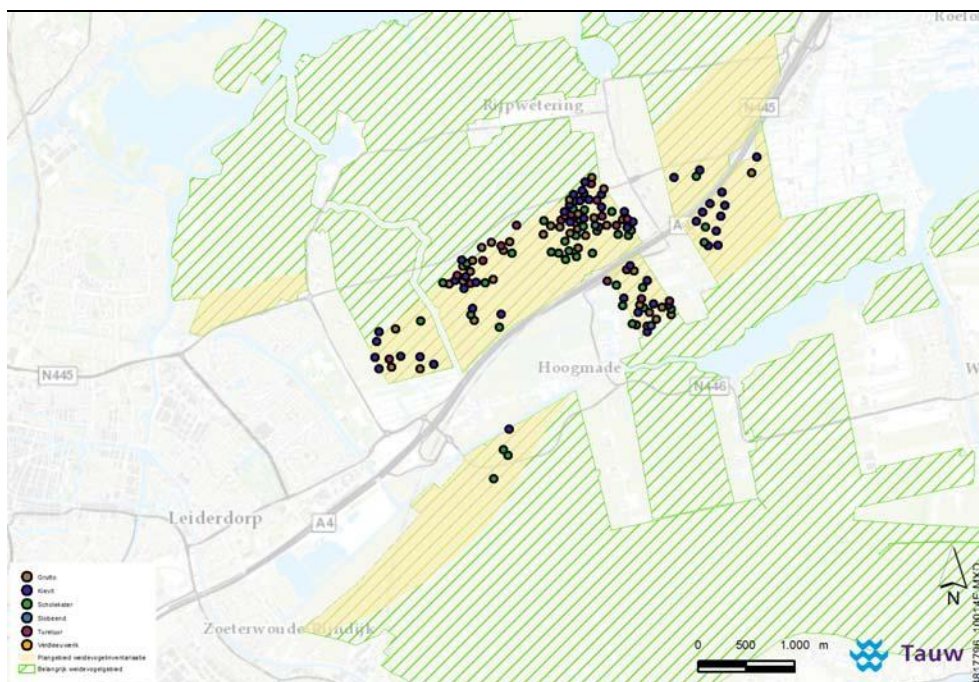 Roelof
Rijpwetering
N445
A
N445
Hoogmade
W
N446
Leiderdorp
A4
Zoeterwoude Rijndijk
Grutto
Kievit
Scholekster
Slobeend
Tureluur
Veldleeuwerik
Plangebied weidevogelinventarisatie
Belangrijk weidevogelgebied
0 500 1.000 m
N
Tauw